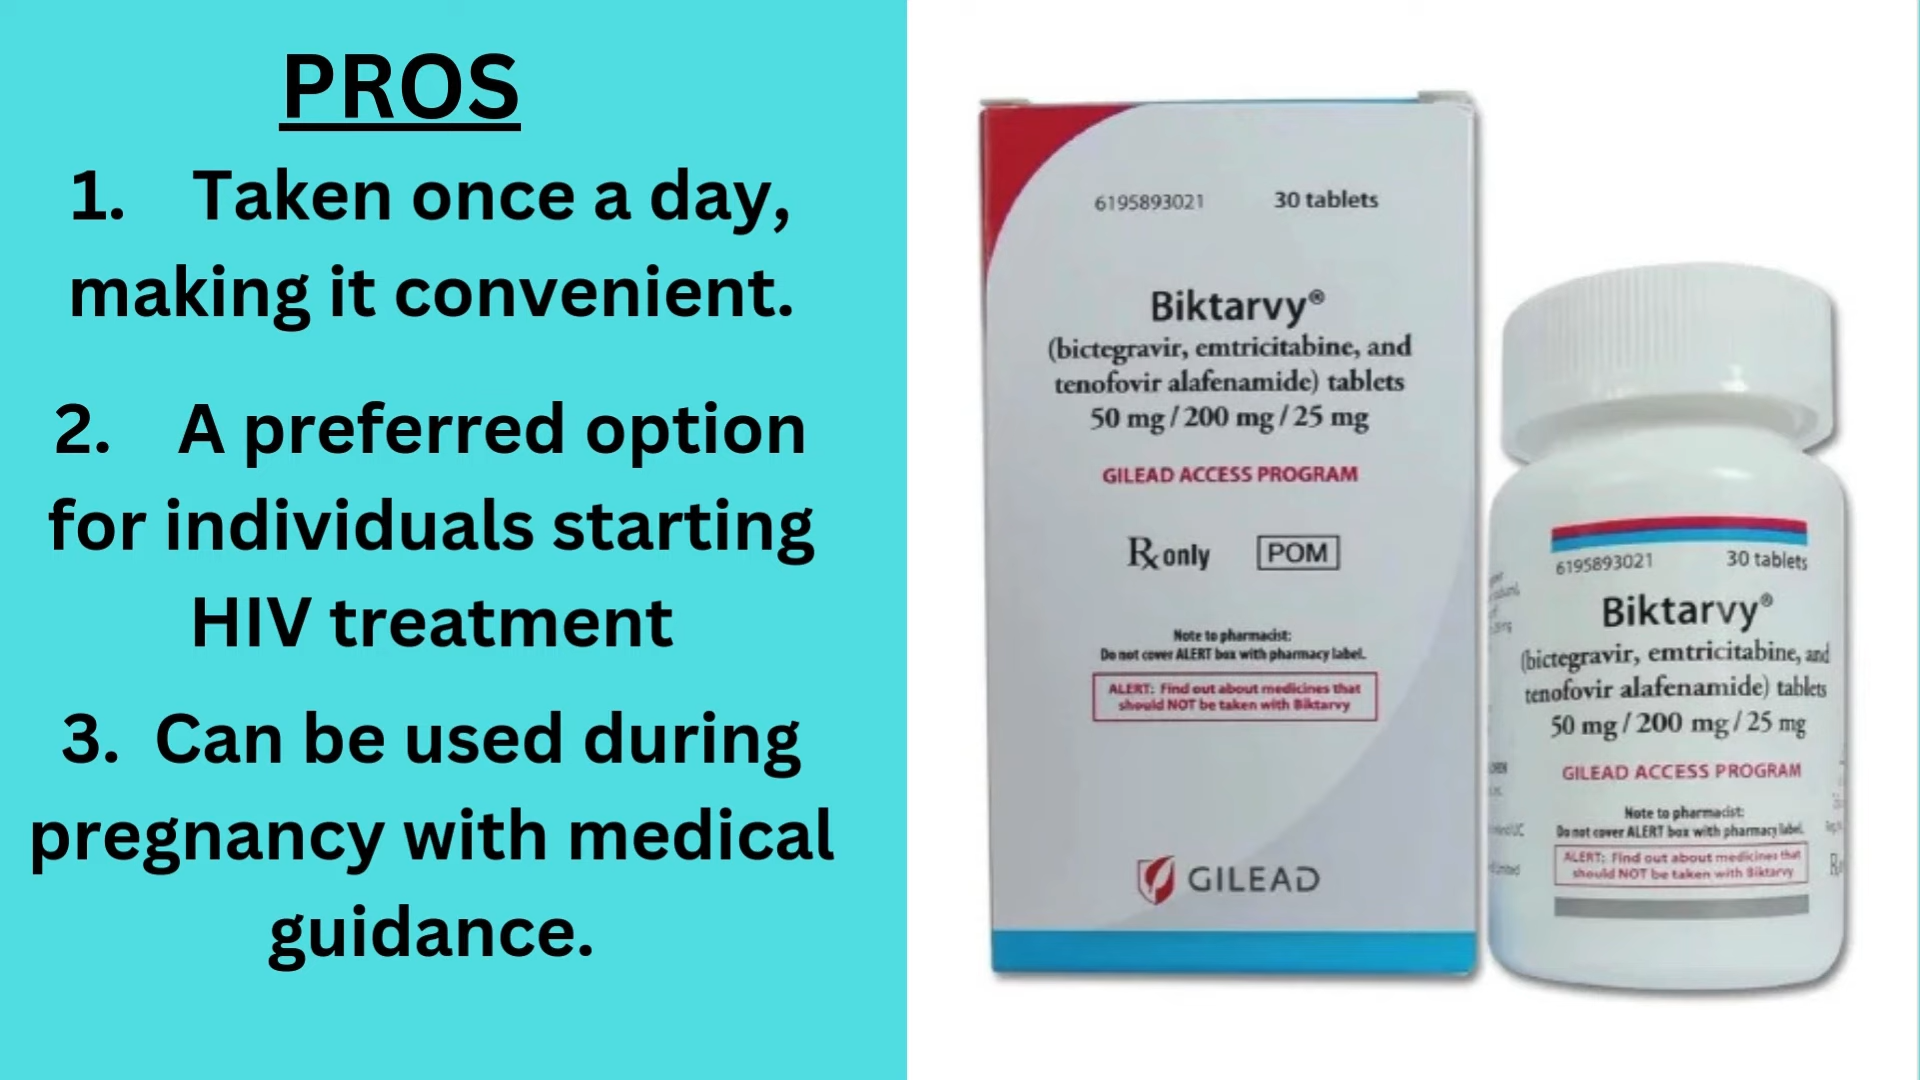 PROS
1. Taken once a day,
making it convenient.
2. A preferred option
for individuals starting
HIV treatment
3. Can be used during
pregnancy with medical
guidance.
6195893021 30 tablets
Biktarvy®
(bictegravir, emtricitabine, and
tenofovir alafenamide) tablets
50 mg / 200 mg / 25 mg
GILEAD ACCESS PROGRAM
Rx only POM
Note to pharmacist:
Do not cover ALERT box with pharmacy label.
ALERT: Find out about medicines that
should NOT be taken with Biktarvy
GILEAD
6195893021 30 tablets
Biktarvy®
(bictegravir, emtricitabine, and
tenofovir alafenamide) tablets
50 mg / 200 mg / 25 mg
GILEAD ACCESS PROGRAM
Note to pharmacist:
Do not cover ALERT box with pharmacy label.
ALERT: Find out about medicines that
should NOT be taken with Biktarvy